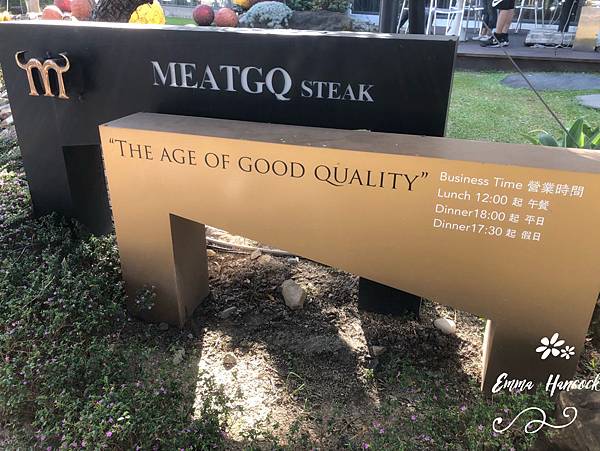 m
MEATGQ STEAK
"THE AGE OF GOOD QUALITY"
Business Time 營業時間
Lunch 12:00 起 午餐
Dinner18:00 起 平日
Dinner17:30 起 假日
Emma Hancock